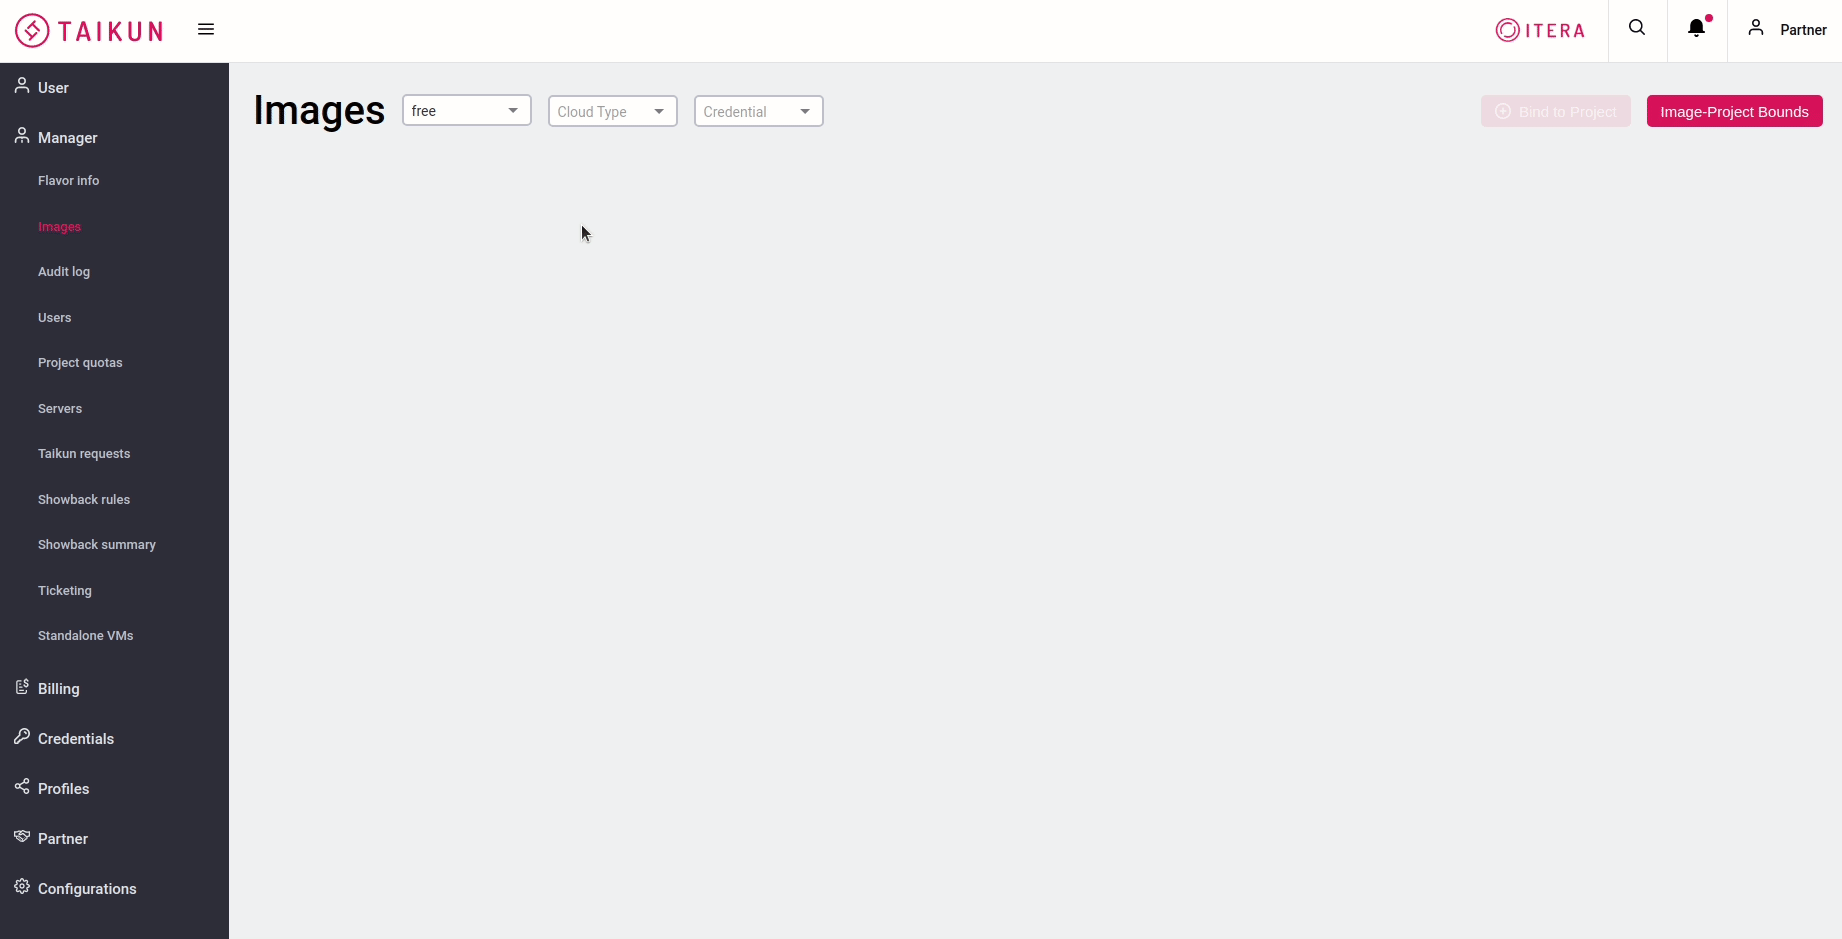 TAIKUN
ITERA
Partner
User
Manager
Flavor info
Images
Audit log
Users
Project quotas
Servers
Taikun requests
Showback rules
Showback summary
Ticketing
Standalone VMs
Billing
Credentials
Profiles
Partner
Configurations
Images
free
Cloud Type
Credential
Bind to Project
Image-Project Bounds